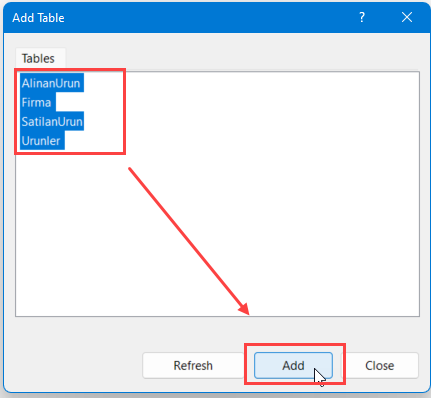 Add Table
?
Tables
AlinanUrun
Firma
SatilanUrun
Urunler
Refresh
Add
Close